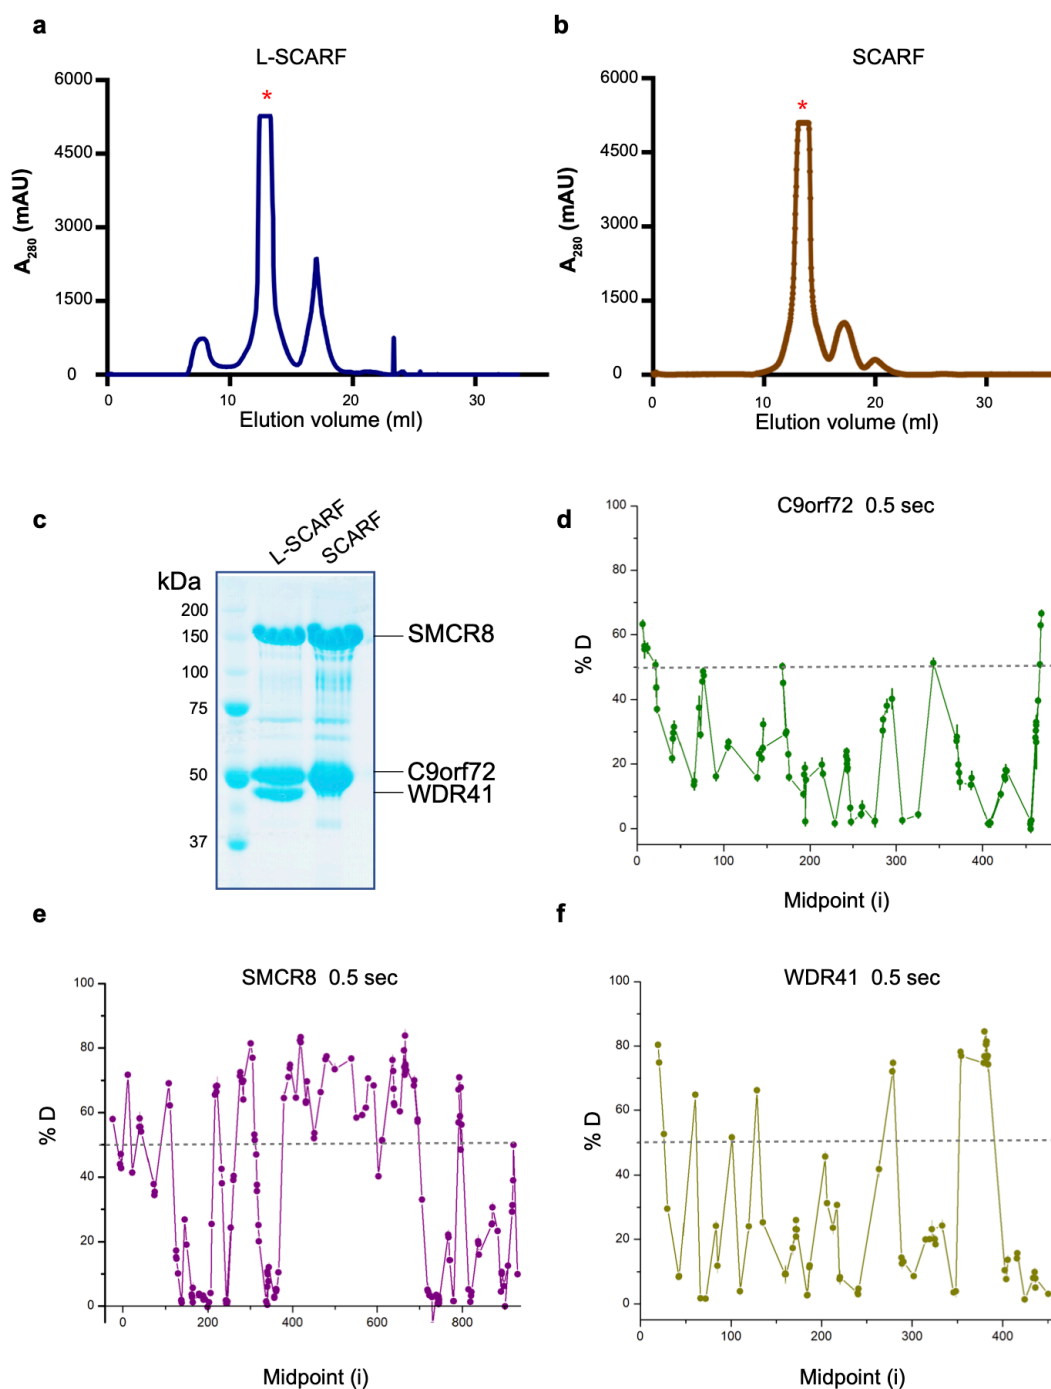 a
L-SCARF
*
6000
4500
3000
1500
0
A280 (mAU)
0 10 20 30
Elution volume (ml)
b
SCARF
*
6000
4500
3000
1500
0
A280 (mAU)
0 10 20 30
Elution volume (ml)
c
L-SCARF SCARF
kDa
200
150
100
75
50
37
SMCR8
C9orf72
WDR41
d
C9orf72 0.5 sec
100
80
60
40
20
0
% D
0 100 200 300 400
Midpoint (i)
e
SMCR8 0.5 sec
100
80
60
40
20
0
% D
0 200 400 600 800
Midpoint (i)
f
WDR41 0.5 sec
100
80
60
40
20
0
% D
0 100 200 300 400
Midpoint (i)